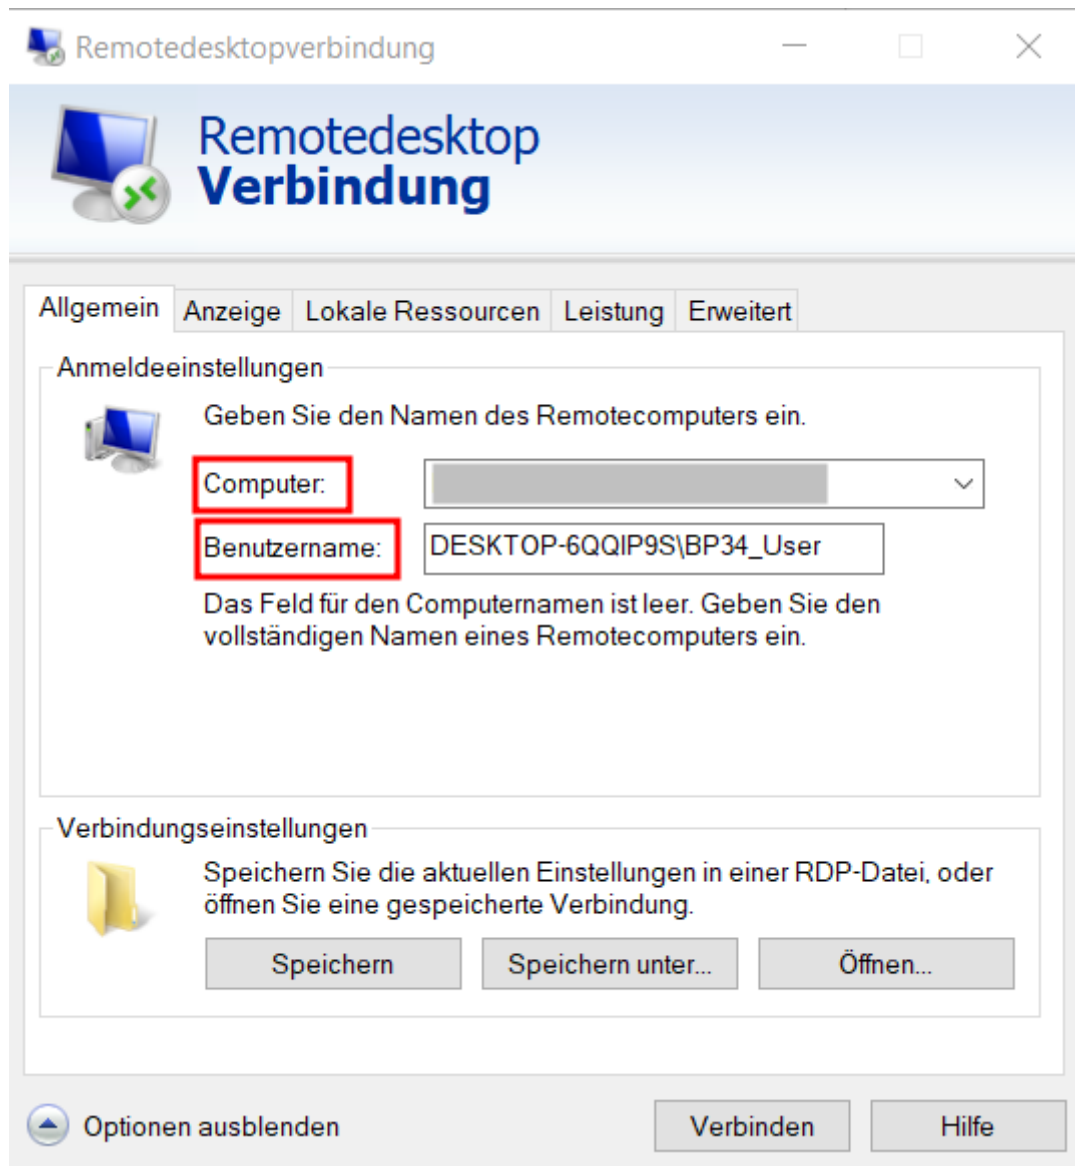 Remotedesktopverbindung
Remotedesktop
Verbindung
Allgemein Anzeige Lokale Ressourcen Leistung Erweitert
Anmeldeeinstellungen
Geben Sie den Namen des Remotecomputers ein.
Computer:
Benutzername: DESKTOP-6QQIP9S\BP34_User
Das Feld für den Computernamen ist leer. Geben Sie den
vollständigen Namen eines Remotecomputers ein.
Verbindungseinstellungen
Speichern Sie die aktuellen Einstellungen in einer RDP-Datei, oder
öffnen Sie eine gespeicherte Verbindung.
Speichern Speichern unter... Öffnen...
Optionen ausblenden Verbinden Hilfe